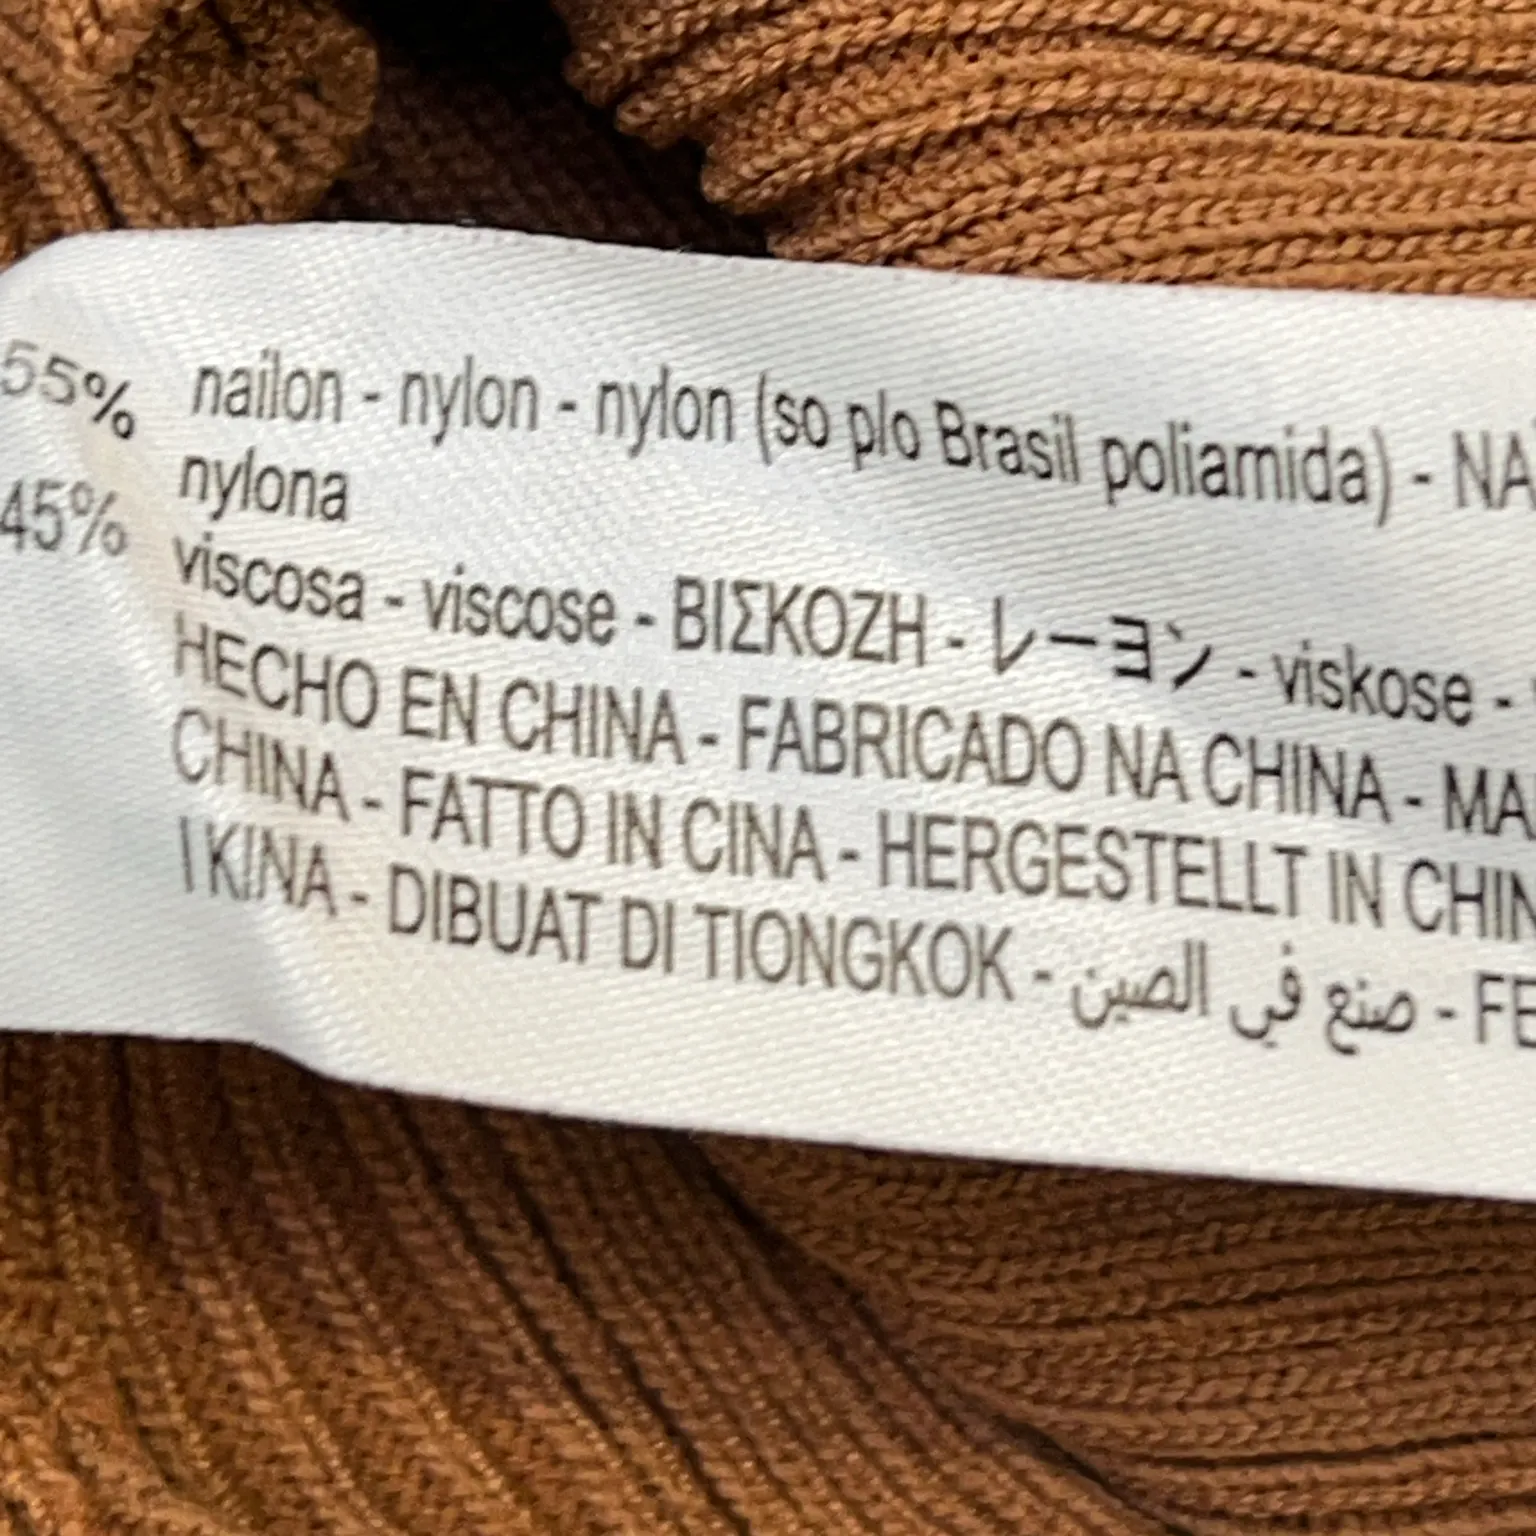 55% nailon - nylon - nylon (so plo Brasil poliamida) - NA
nylona
45% viscosa - viscose - ΒΙΣΚΟΖΗ - レーヨン - viskose -
HECHO EN CHINA - FABRICADO NA CHINA - MA
CHINA - FATTO IN CINA - HERGESTELLT IN CHIN
I KINA - DIBUAT DI TIONGKOK - صنع في الصين - FE